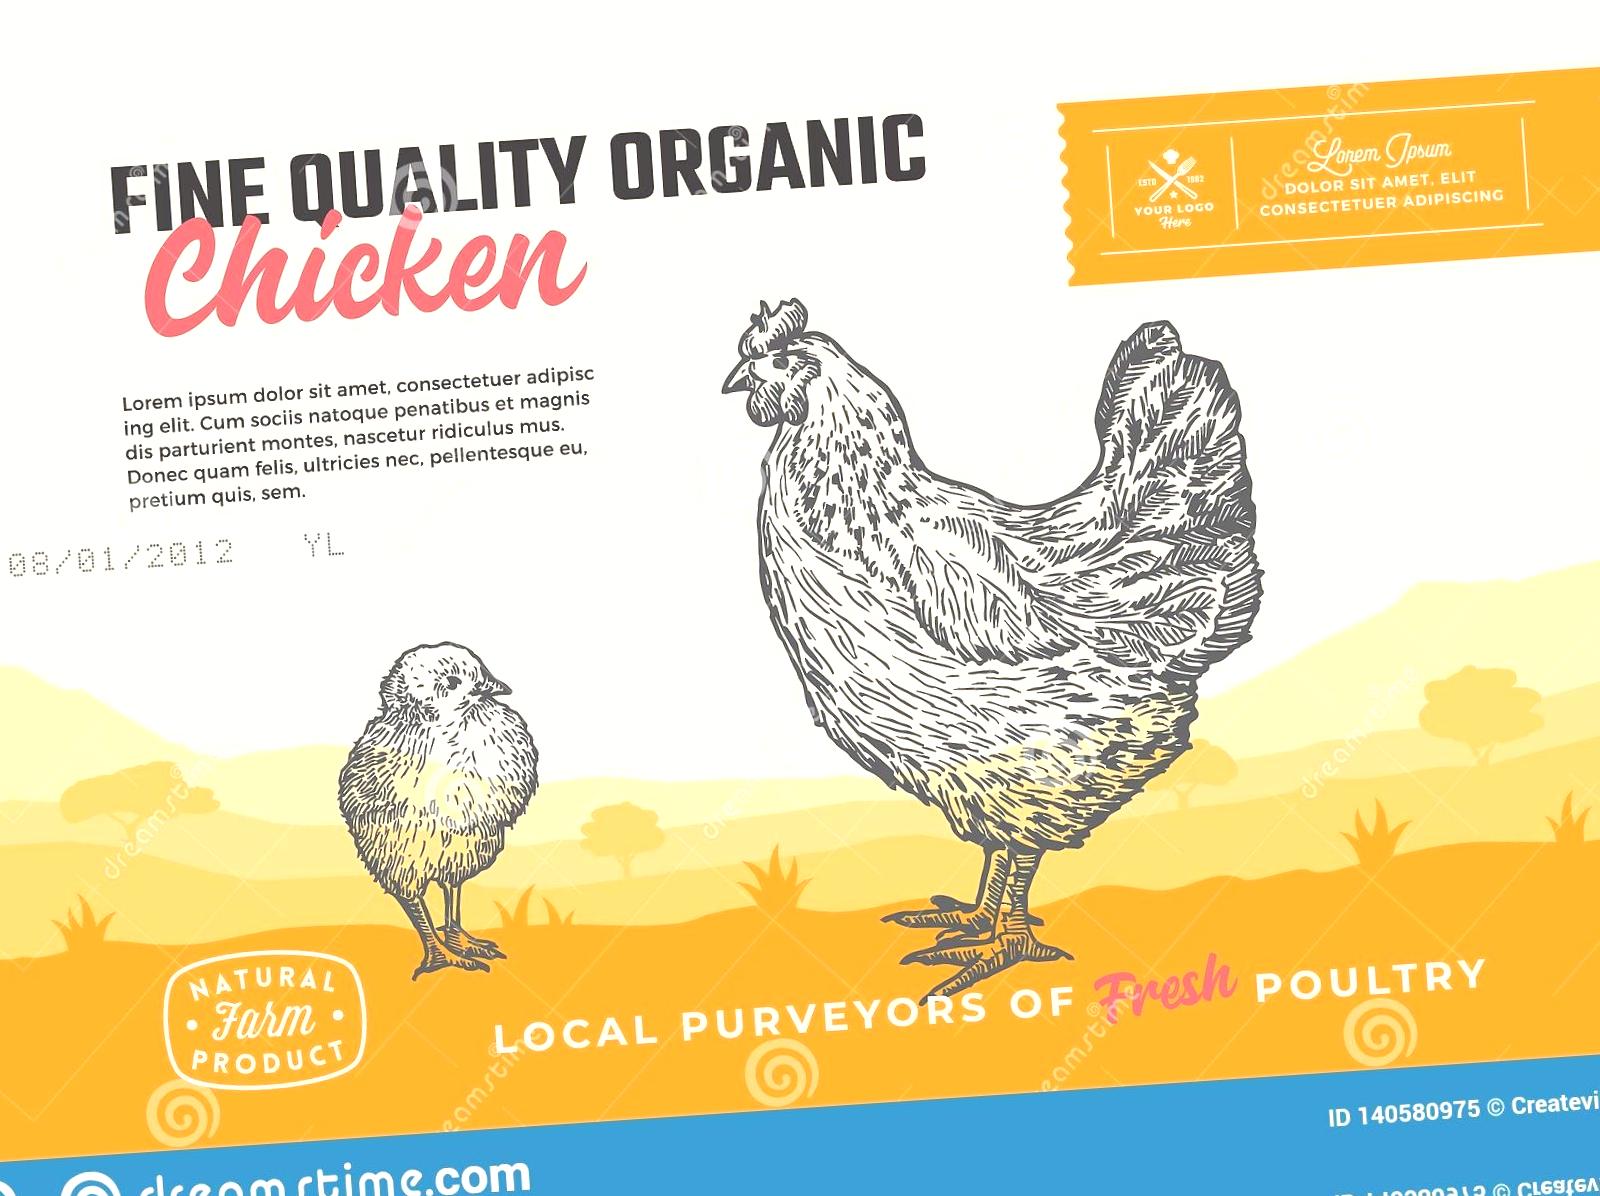 FINE QUALITY ORGANIC
Chicken
Lorem ipsum dolor sit amet, consectetuer adipisc
ing elit. Cum sociis natoque penatibus et magnis
dis parturient montes, nascetur ridiculus mus.
Donec quam felis, ultricies nec, pellentesque eu,
pretium quis, sem.
08/01/2012 YL
ESTD 1982
YOUR LOGO
Here
Lorem Ipsum
DOLOR SIT AMET, ELIT
CONSECTETUER ADIPISCING
NATURAL
Farm
PRODUCT
LOCAL PURVEYORS OF Fresh POULTRY
ID 140580975 © Createvi
dreamstime.com